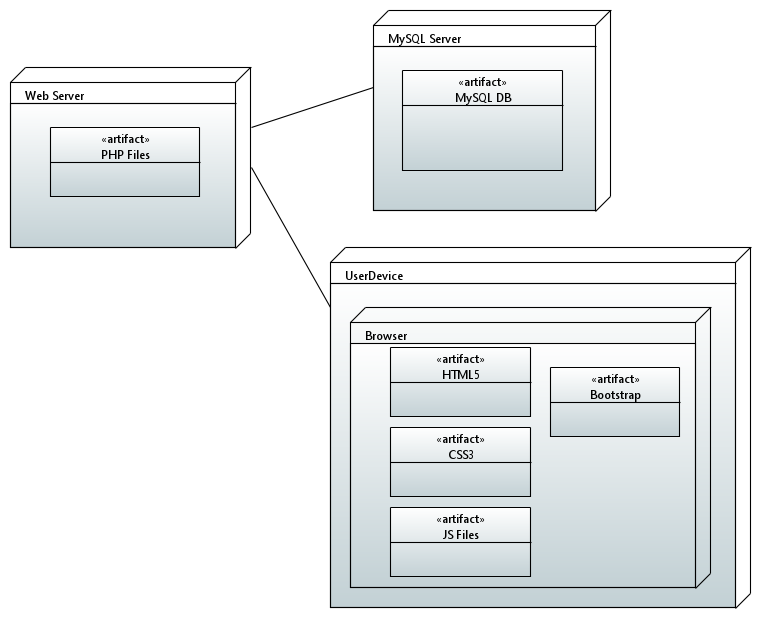 MySQL Server
«artifact»
MySQL DB
Web Server
«artifact»
PHP Files
UserDevice
Browser
«artifact»
HTML5
«artifact»
Bootstrap
«artifact»
CSS3
«artifact»
JS Files